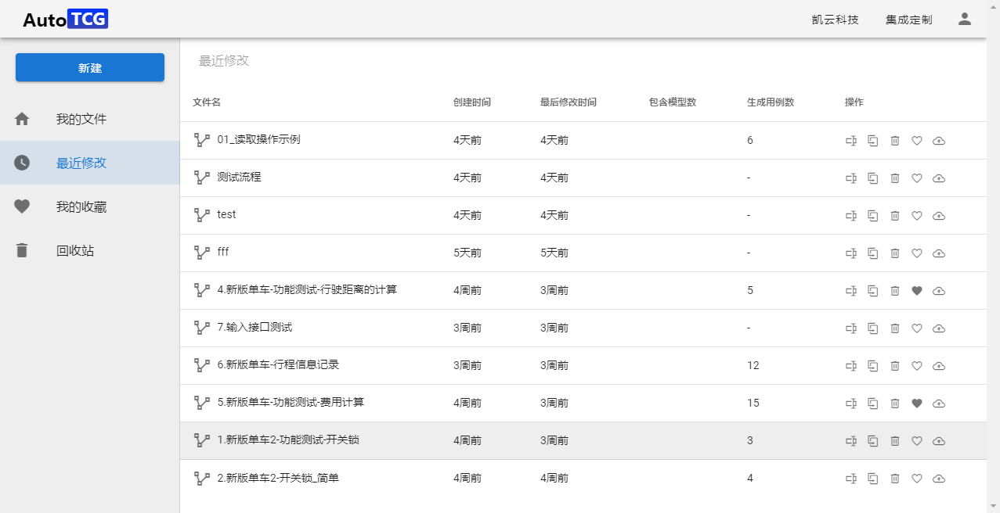 AutoTCG 凯云科技 集成定制
新建
我的文件
最近修改
我的收藏
回收站
最近修改
文件名 创建时间 最后修改时间 包含模型数 生成用例数 操作
01_读取操作示例 4天前 4天前 6
测试流程 4天前 4天前 -
test 4天前 4天前 -
fff 5天前 5天前 -
4.新版单车-功能测试-行驶距离的计算 4周前 3周前 5
7.输入接口测试 3周前 3周前 -
6.新版单车-行程信息记录 3周前 3周前 12
5.新版单车-功能测试-费用计算 4周前 3周前 15
1.新版单车2-功能测试-开关锁 4周前 3周前 3
2.新版单车2-开关锁_简单 4周前 4周前 4